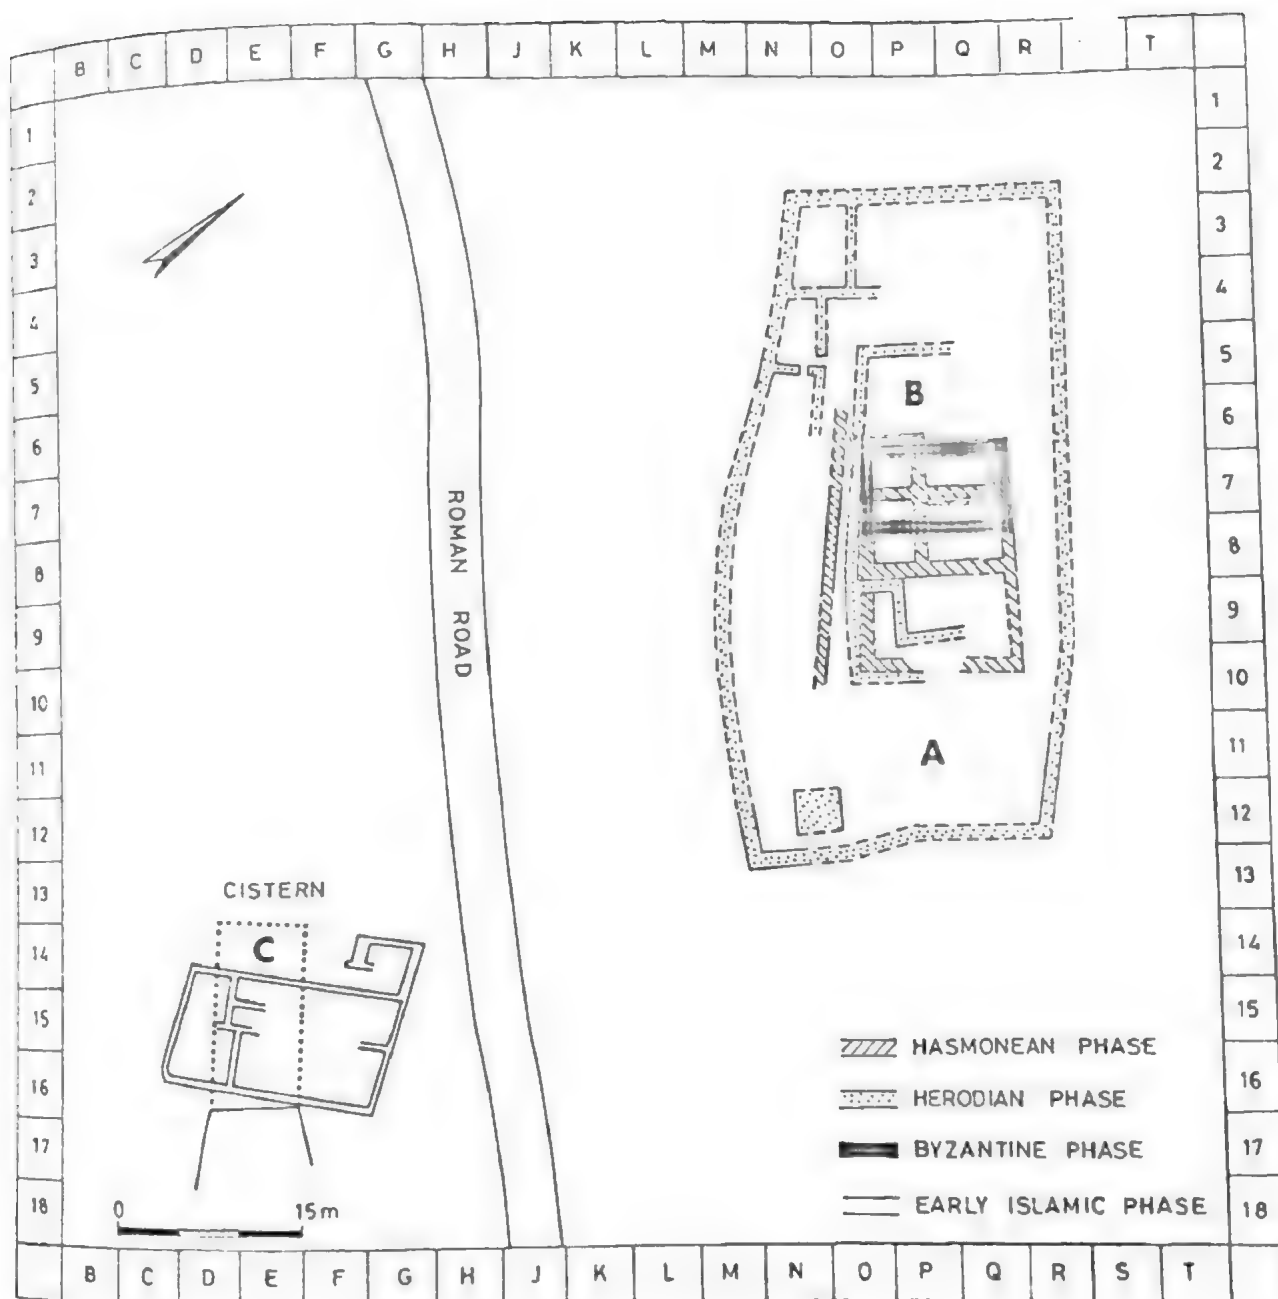 B C D E F G H J K L M N O P Q R T
1 1
2 2
3 3
4 4
5 5
6 6
7 7
8 8
9 9
10 10
11 11
12 12
13 13
14 14
15 15
16 16
17 17
18 18
B
ROMAN ROAD
A
CISTERN
C
HASMONEAN PHASE
HERODIAN PHASE
BYZANTINE PHASE
EARLY ISLAMIC PHASE
0 15m
B C D E F G H J K L M N O P Q R S T